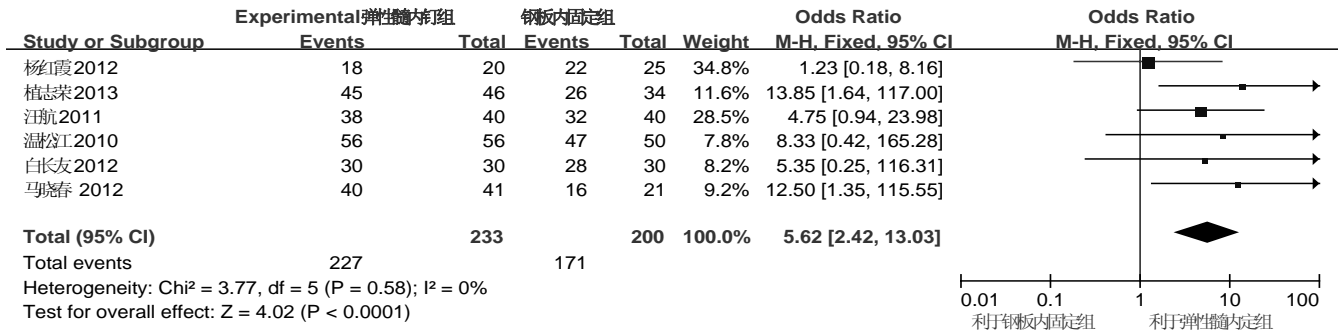 Experimental弹性髓内钉组 钢板内固定组 Odds Ratio Odds Ratio
Study or Subgroup Events Total Events Total Weight M-H, Fixed, 95% CI M-H, Fixed, 95% CI
杨红霞2012 18 20 22 25 34.8% 1.23 [0.18, 8.16]
植志荣2013 45 46 26 34 11.6% 13.85 [1.64, 117.00]
汪航2011 38 40 32 40 28.5% 4.75 [0.94, 23.98]
温松江2010 56 56 47 50 7.8% 8.33 [0.42, 165.28]
白长友2012 30 30 28 30 8.2% 5.35 [0.25, 116.31]
马晓春 2012 40 41 16 21 9.2% 12.50 [1.35, 115.55]
Total (95% CI) 233 200 100.0% 5.62 [2.42, 13.03]
Total events 227 171
Heterogeneity: Chi² = 3.77, df = 5 (P = 0.58); I² = 0%
Test for overall effect: Z = 4.02 (P < 0.0001)
0.01 0.1 1 10 100
利于钢板内固定组 利于弹性髓内定组